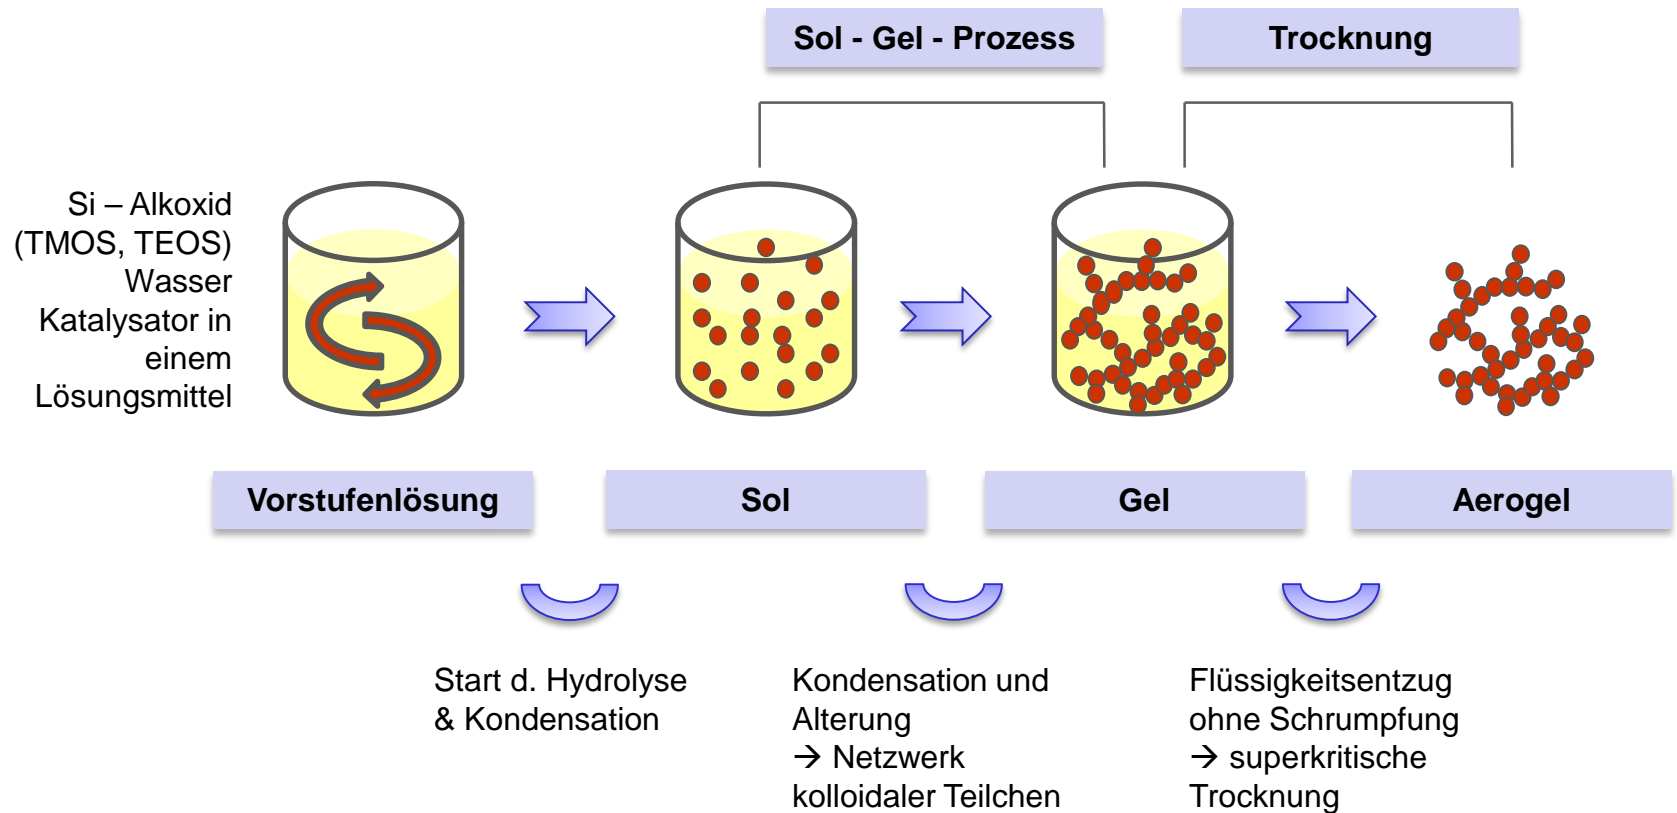 Sol - Gel - Prozess
Trocknung
Si – Alkoxid
(TMOS, TEOS)
Wasser
Katalysator in
einem
Lösungsmittel
Vorstufenlösung
Sol
Gel
Aerogel
Start d. Hydrolyse
& Kondensation
Kondensation und
Alterung
→ Netzwerk
kolloidaler Teilchen
Flüssigkeitsentzug
ohne Schrumpfung
→ superkritische
Trocknung